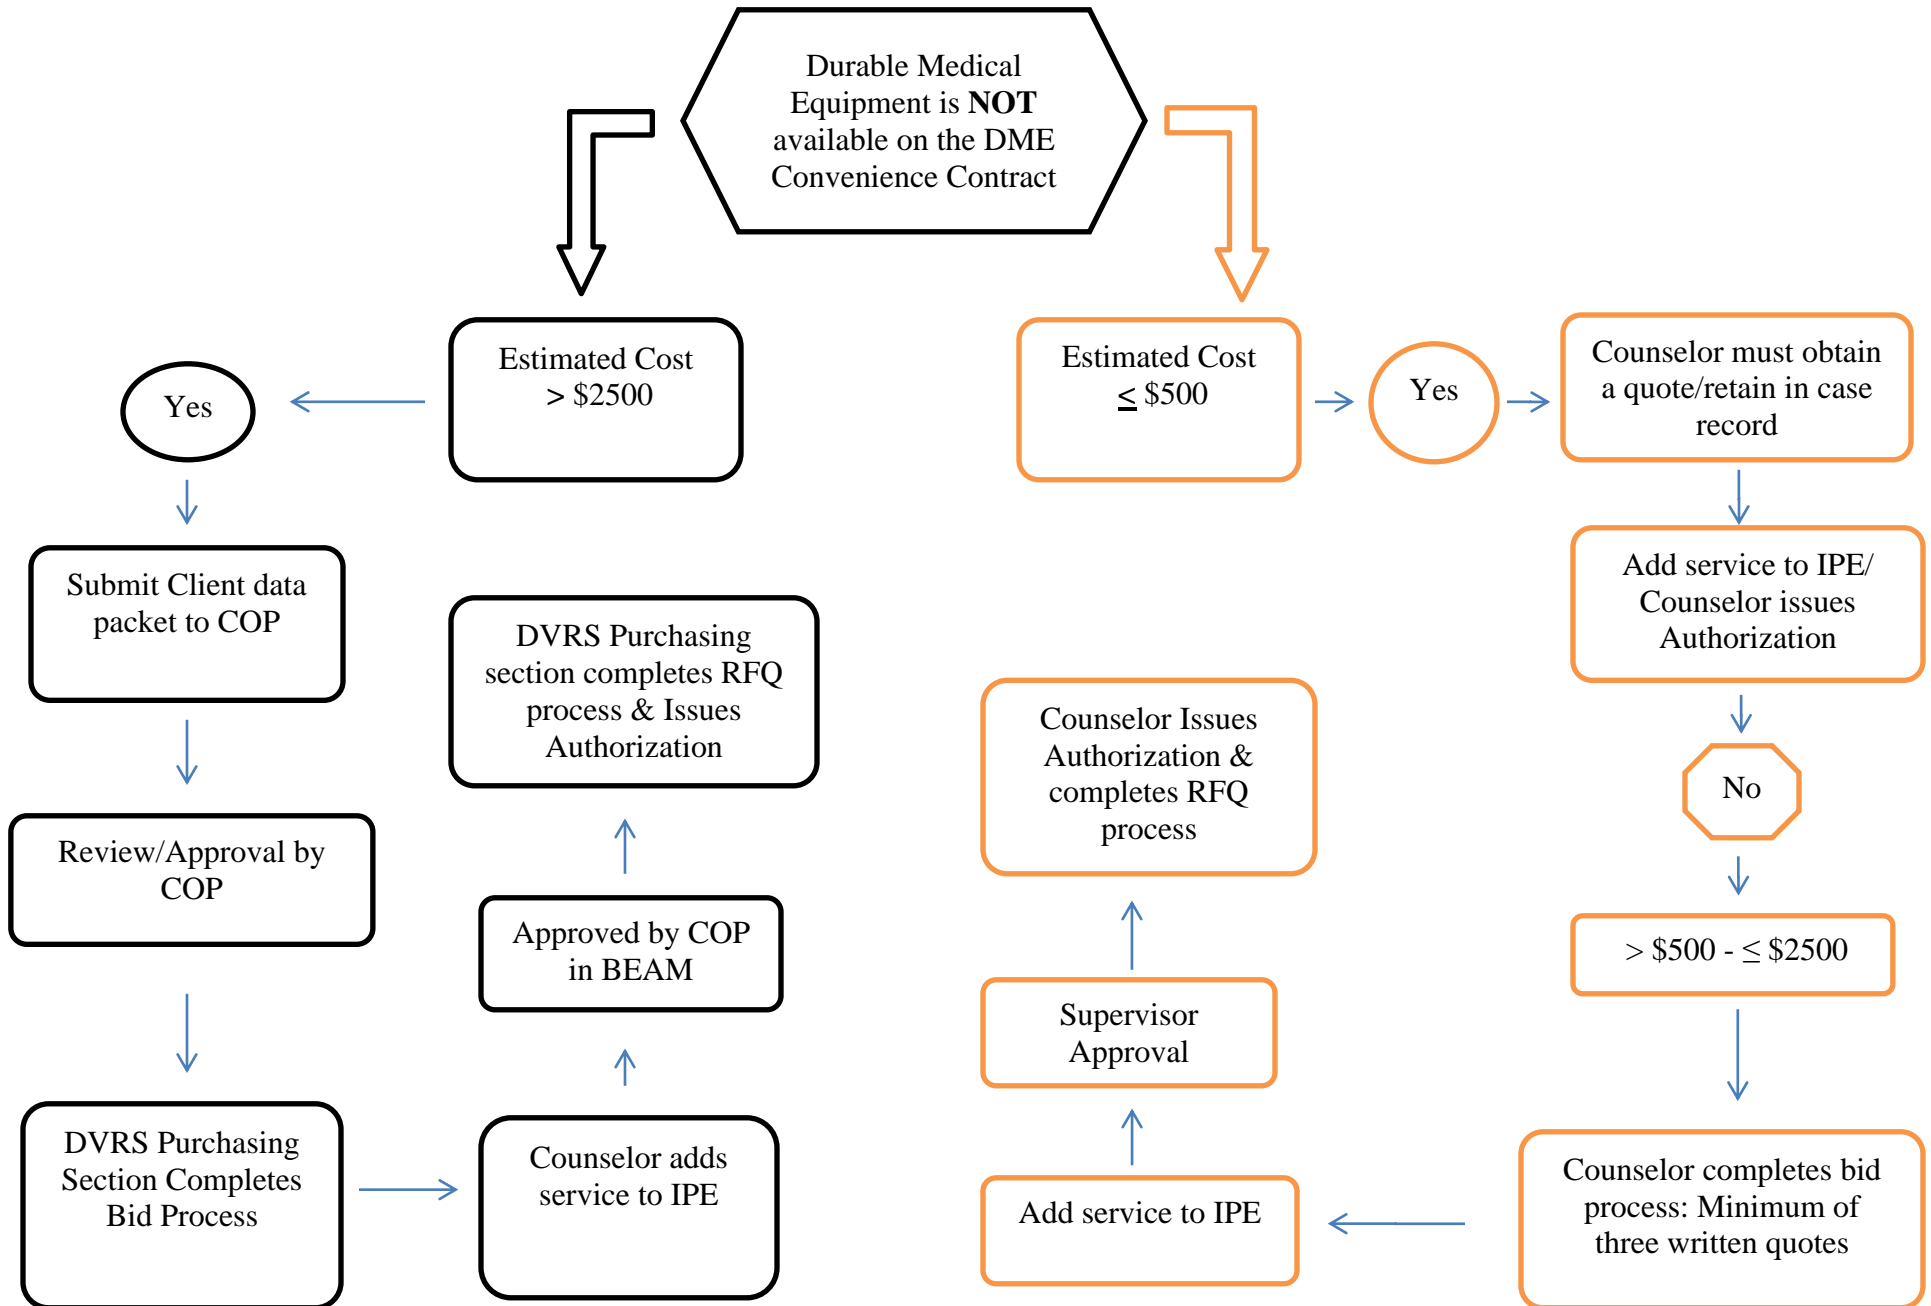 Durable Medical
Equipment is NOT
available on the DME
Convenience Contract
Estimated Cost
> $2500
Yes
Submit Client data
packet to COP
Review/Approval by
COP
DVRS Purchasing
Section Completes
Bid Process
Counselor adds
service to IPE
Approved by COP
in BEAM
DVRS Purchasing
section completes RFQ
process & Issues
Authorization
Estimated Cost
≤ $500
Yes
Counselor must obtain
a quote/retain in case
record
Add service to IPE/
Counselor issues
Authorization
No
> $500 - ≤ $2500
Counselor completes bid
process: Minimum of
three written quotes
Add service to IPE
Supervisor
Approval
Counselor Issues
Authorization &
completes RFQ
process